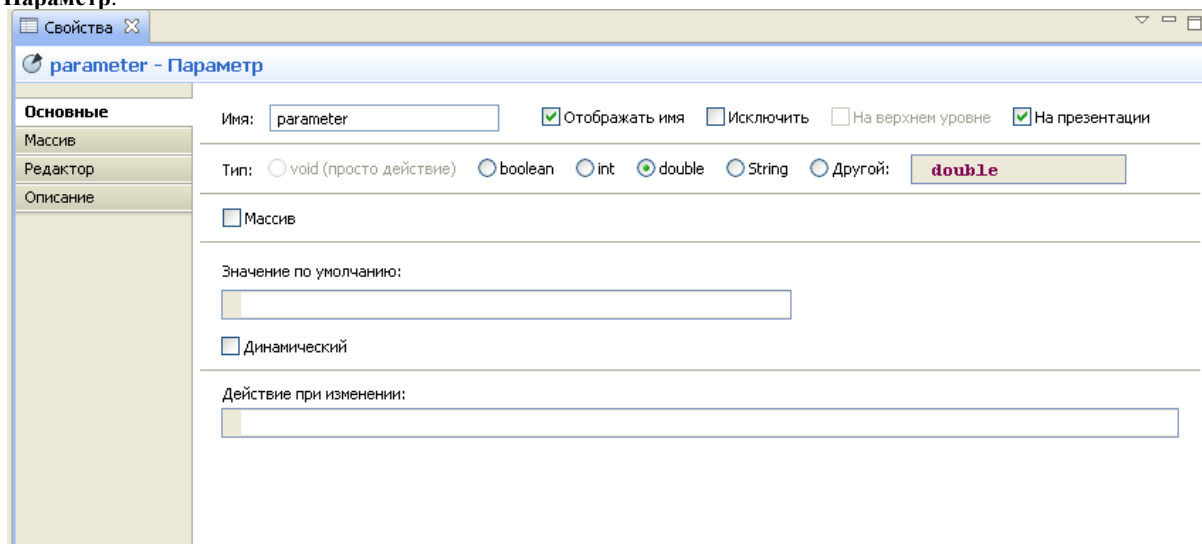 Параметр.
Свойства
parameter - Параметр
Основные
Массив
Редактор
Описание
Имя: parameter Отображать имя Исключить На верхнем уровне На презентации
Тип: void (просто действие) boolean int double String Другой: double
Массив
Значение по умолчанию:
Динамический
Действие при изменении: